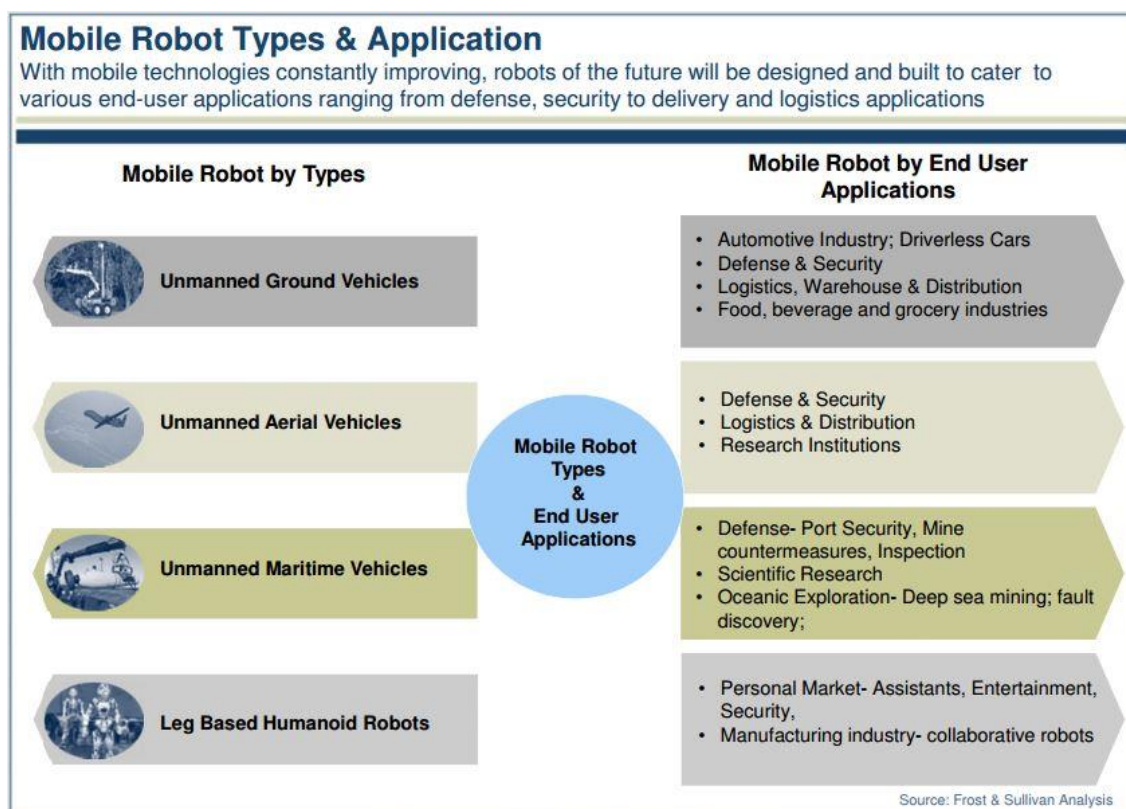 Mobile Robot Types & Application
With mobile technologies constantly improving, robots of the future will be designed and built to cater to
various end-user applications ranging from defense, security to delivery and logistics applications
Mobile Robot by Types
Mobile Robot by End User
Applications
Unmanned Ground Vehicles
• Automotive Industry; Driverless Cars
• Defense & Security
• Logistics, Warehouse & Distribution
• Food, beverage and grocery industries
Unmanned Aerial Vehicles
• Defense & Security
• Logistics & Distribution
• Research Institutions
Mobile Robot
Types
&
End User
Applications
Unmanned Maritime Vehicles
• Defense- Port Security, Mine
countermeasures, Inspection
• Scientific Research
• Oceanic Exploration- Deep sea mining; fault
discovery;
Leg Based Humanoid Robots
• Personal Market- Assistants, Entertainment,
Security,
• Manufacturing industry- collaborative robots
Source: Frost & Sullivan Analysis